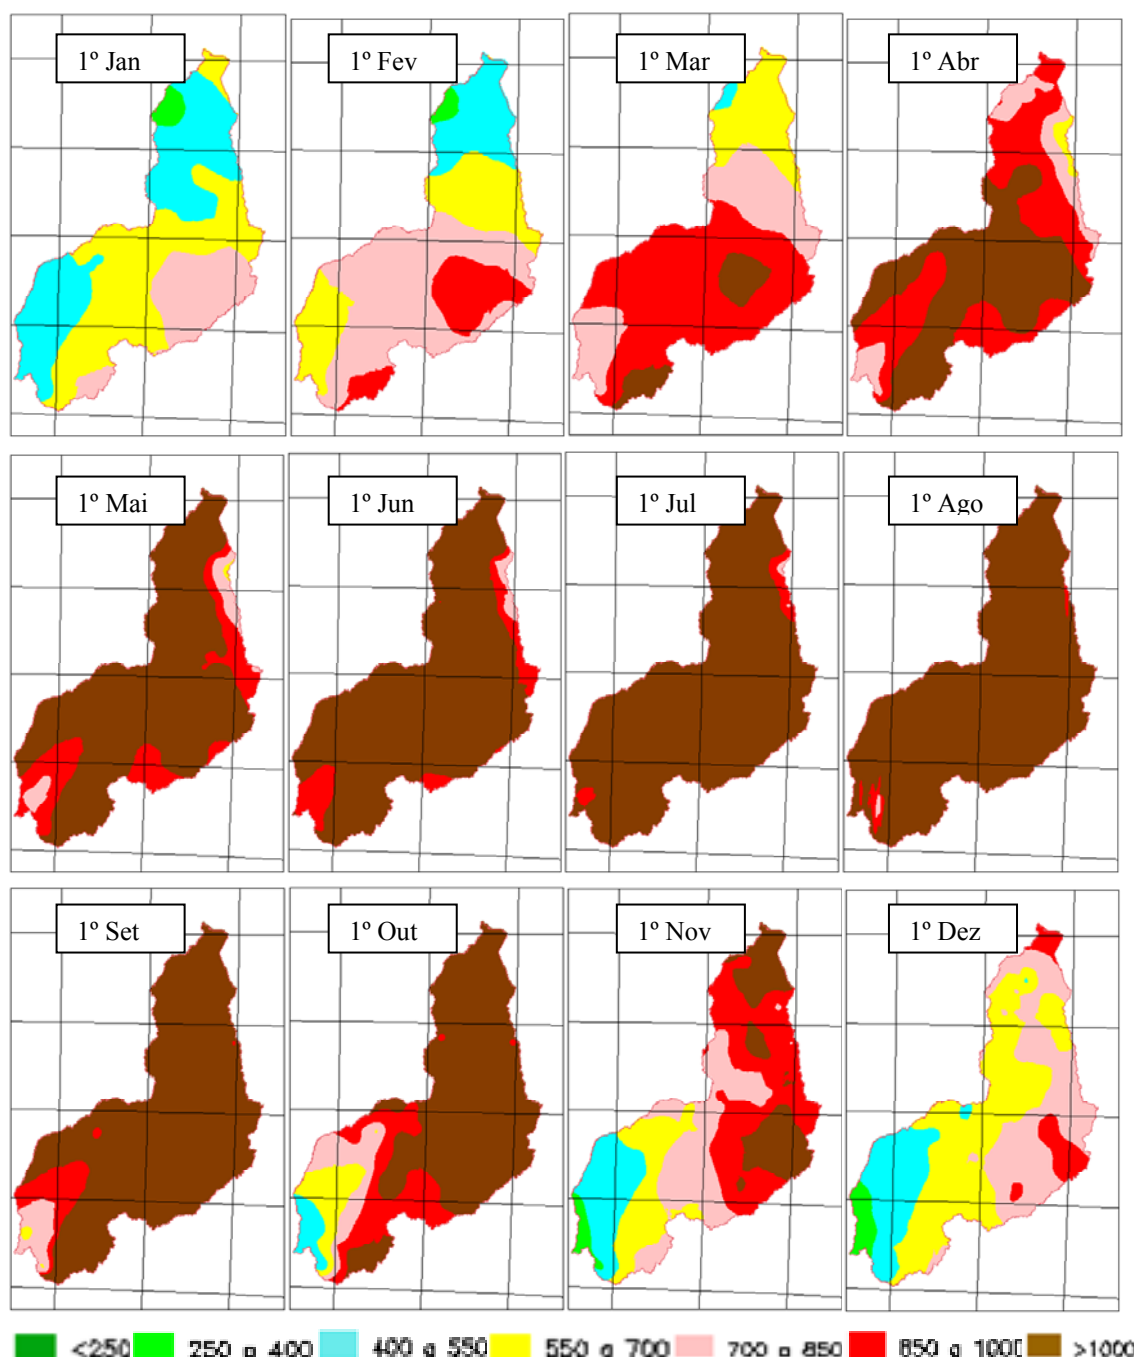 1º Jan
1º Fev
1º Mar
1º Abr
1º Mai
1º Jun
1º Jul
1º Ago
1º Set
1º Out
1º Nov
1º Dez
<250 250 a 400 400 a 550 550 a 700 700 a 850 850 a 1000 >1000